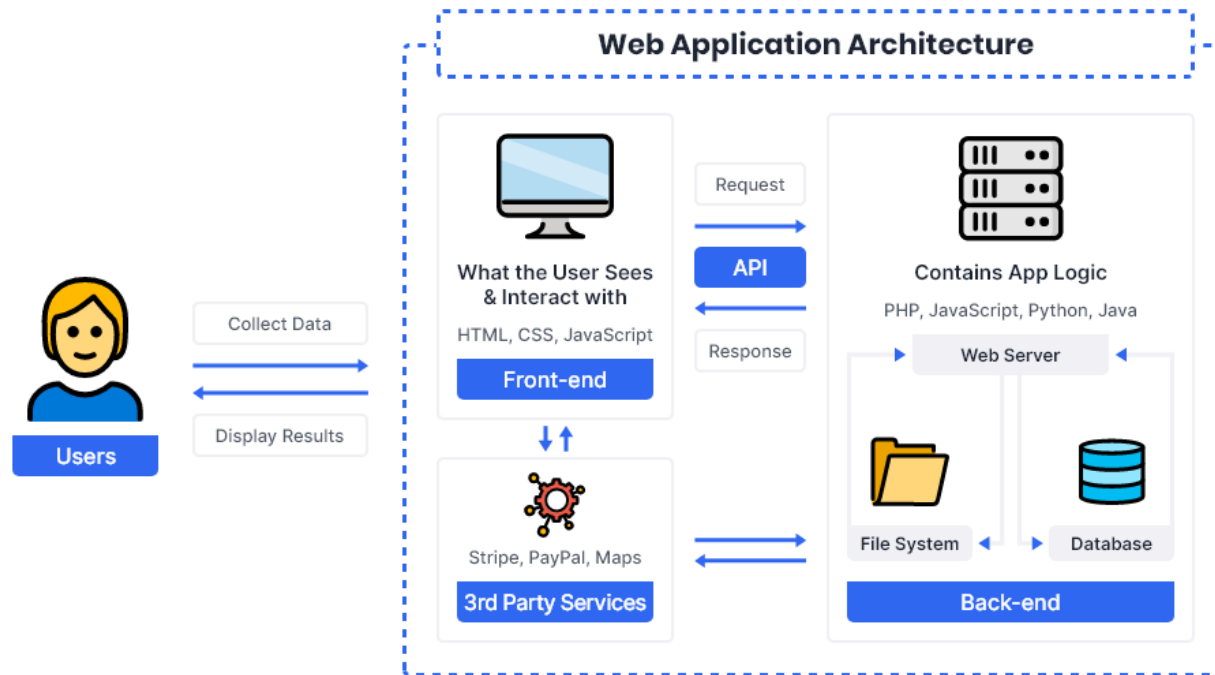 Web Application Architecture
Users
Collect Data
Display Results
What the User Sees
& Interact with
HTML, CSS, JavaScript
Front-end
Request
API
Response
Stripe, PayPal, Maps
3rd Party Services
Contains App Logic
PHP, JavaScript, Python, Java
Web Server
File System
Database
Back-end